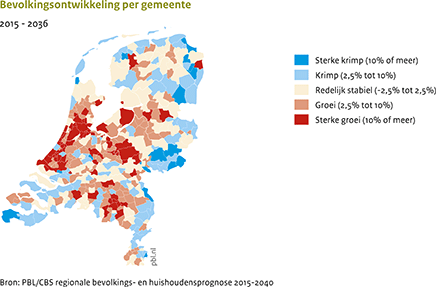 Bevolkingsontwikkeling per gemeente
2015 - 2036
Sterke krimp (10% of meer)
Krimp (2,5% tot 10%)
Redelijk stabiel (-2,5% tot 2,5%)
Groei (2,5% tot 10%)
Sterke groei (10% of meer)
pbl.nl
Bron: PBL/CBS regionale bevolkings- en huishoudensprognose 2015-2040